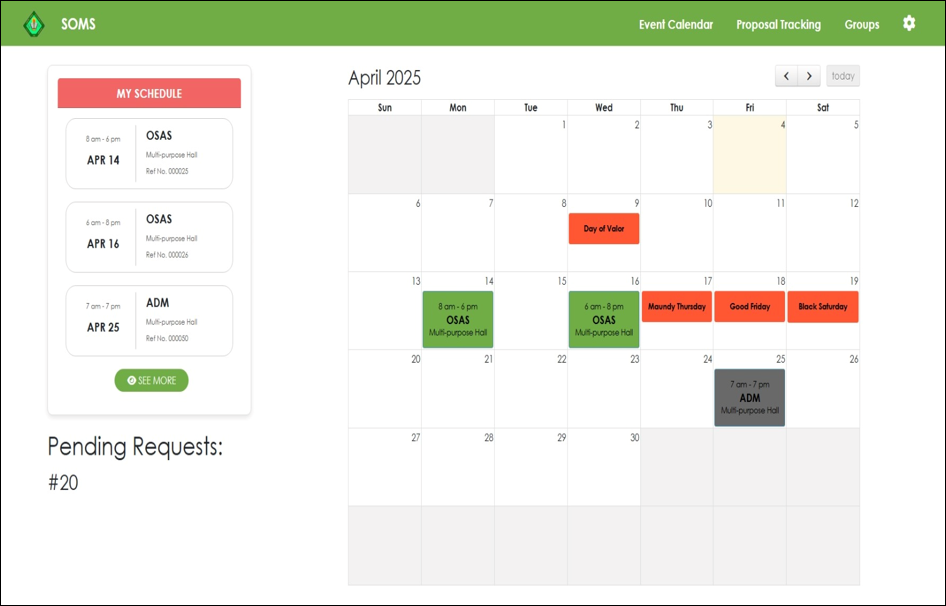 SOMS
Event Calendar Proposal Tracking Groups
MY SCHEDULE
8 am - 6 pm
APR 14
OSAS
Multi-purpose Hall
Ref No. 000025
6 am - 8 pm
APR 16
OSAS
Multi-purpose Hall
Ref No. 000026
7 am - 7 pm
APR 25
ADM
Multi-purpose Hall
Ref No. 000050
SEE MORE
Pending Requests:
#20
April 2025
today
Sun Mon Tue Wed Thu Fri Sat
1 2 3 4 5
6 7 8 9 10 11 12
Day of Valor
13 14 15 16 17 18 19
8 am - 6 pm
OSAS
Multi-purpose Hall
6 am - 8 pm
OSAS
Multi-purpose Hall
Maundy Thursday
Good Friday
Black Saturday
20 21 22 23 24 25 26
7 am - 7 pm
ADM
Multi-purpose Hall
27 28 29 30